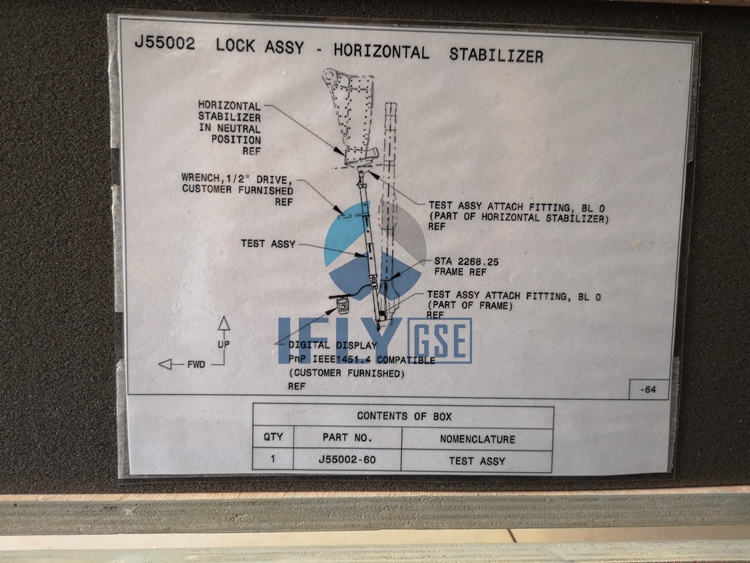 J55002 LOCK ASSY - HORIZONTAL STABILIZER
HORIZONTAL
STABILIZER
IN NEUTRAL
POSITION
REF
WRENCH,1/2" DRIVE,
CUSTOMER FURNISHED
REF
TEST ASSY ATTACH FITTING, BL 0
(PART OF HORIZONTAL STABILIZER)
REF
TEST ASSY
STA 2268.25
FRAME REF
TEST ASSY ATTACH FITTING, BL 0
(PART OF FRAME)
REF
IFLY GSE
UP
FWD
DIGITAL DISPLAY
PnP IEEE1451.4 COMPATIBLE
(CUSTOMER FURNISHED)
REF
-64
CONTENTS OF BOX
QTY PART NO. NOMENCLATURE
1 J55002-60 TEST ASSY